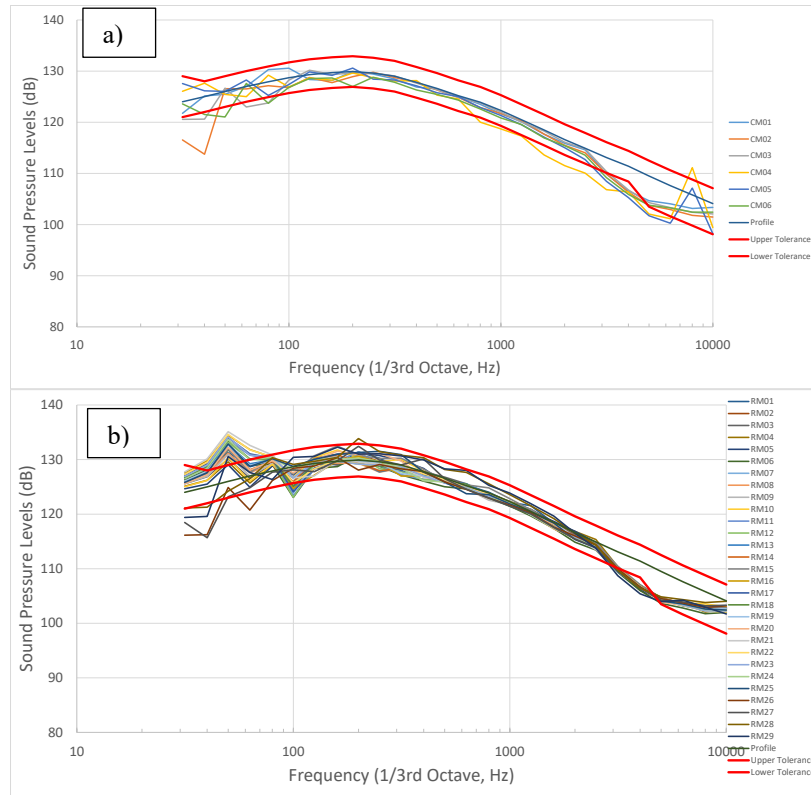 a)
140
130
120
110
100
90
80
10
100
1000
10000
Sound Pressure Levels (dB)
Frequency (1/3rd Octave, Hz)
CM01
CM02
CM03
CM04
CM05
CM06
Profile
Upper Tolerance
Lower Tolerance
b)
140
130
120
110
100
90
80
10
100
1000
10000
Sound Pressure Levels (dB)
Frequency (1/3rd Octave, Hz)
RM01
RM02
RM03
RM04
RM05
RM06
RM07
RM08
RM09
RM10
RM11
RM12
RM13
RM14
RM15
RM16
RM17
RM18
RM19
RM20
RM21
RM22
RM23
RM24
RM25
RM26
RM27
RM28
RM29
Profile
Upper Tolerance
Lower Tolerance